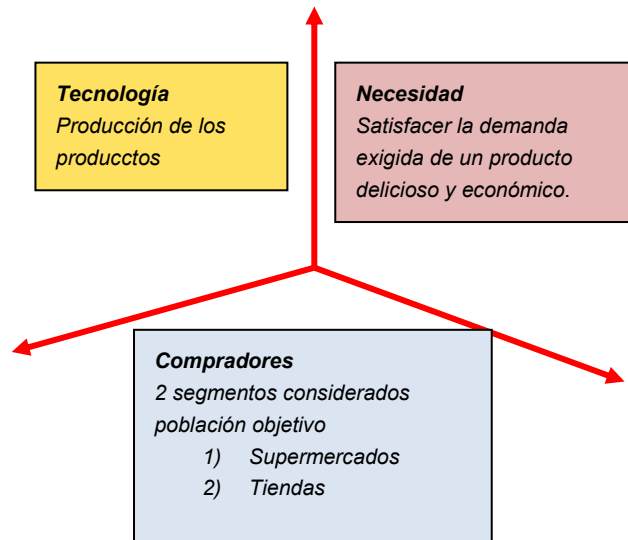 Tecnología
Producción de los
producctos
Necesidad
Satisfacer la demanda
exigida de un producto
delicioso y económico.
Compradores
2 segmentos considerados
población objetivo
1) Supermercados
2) Tiendas